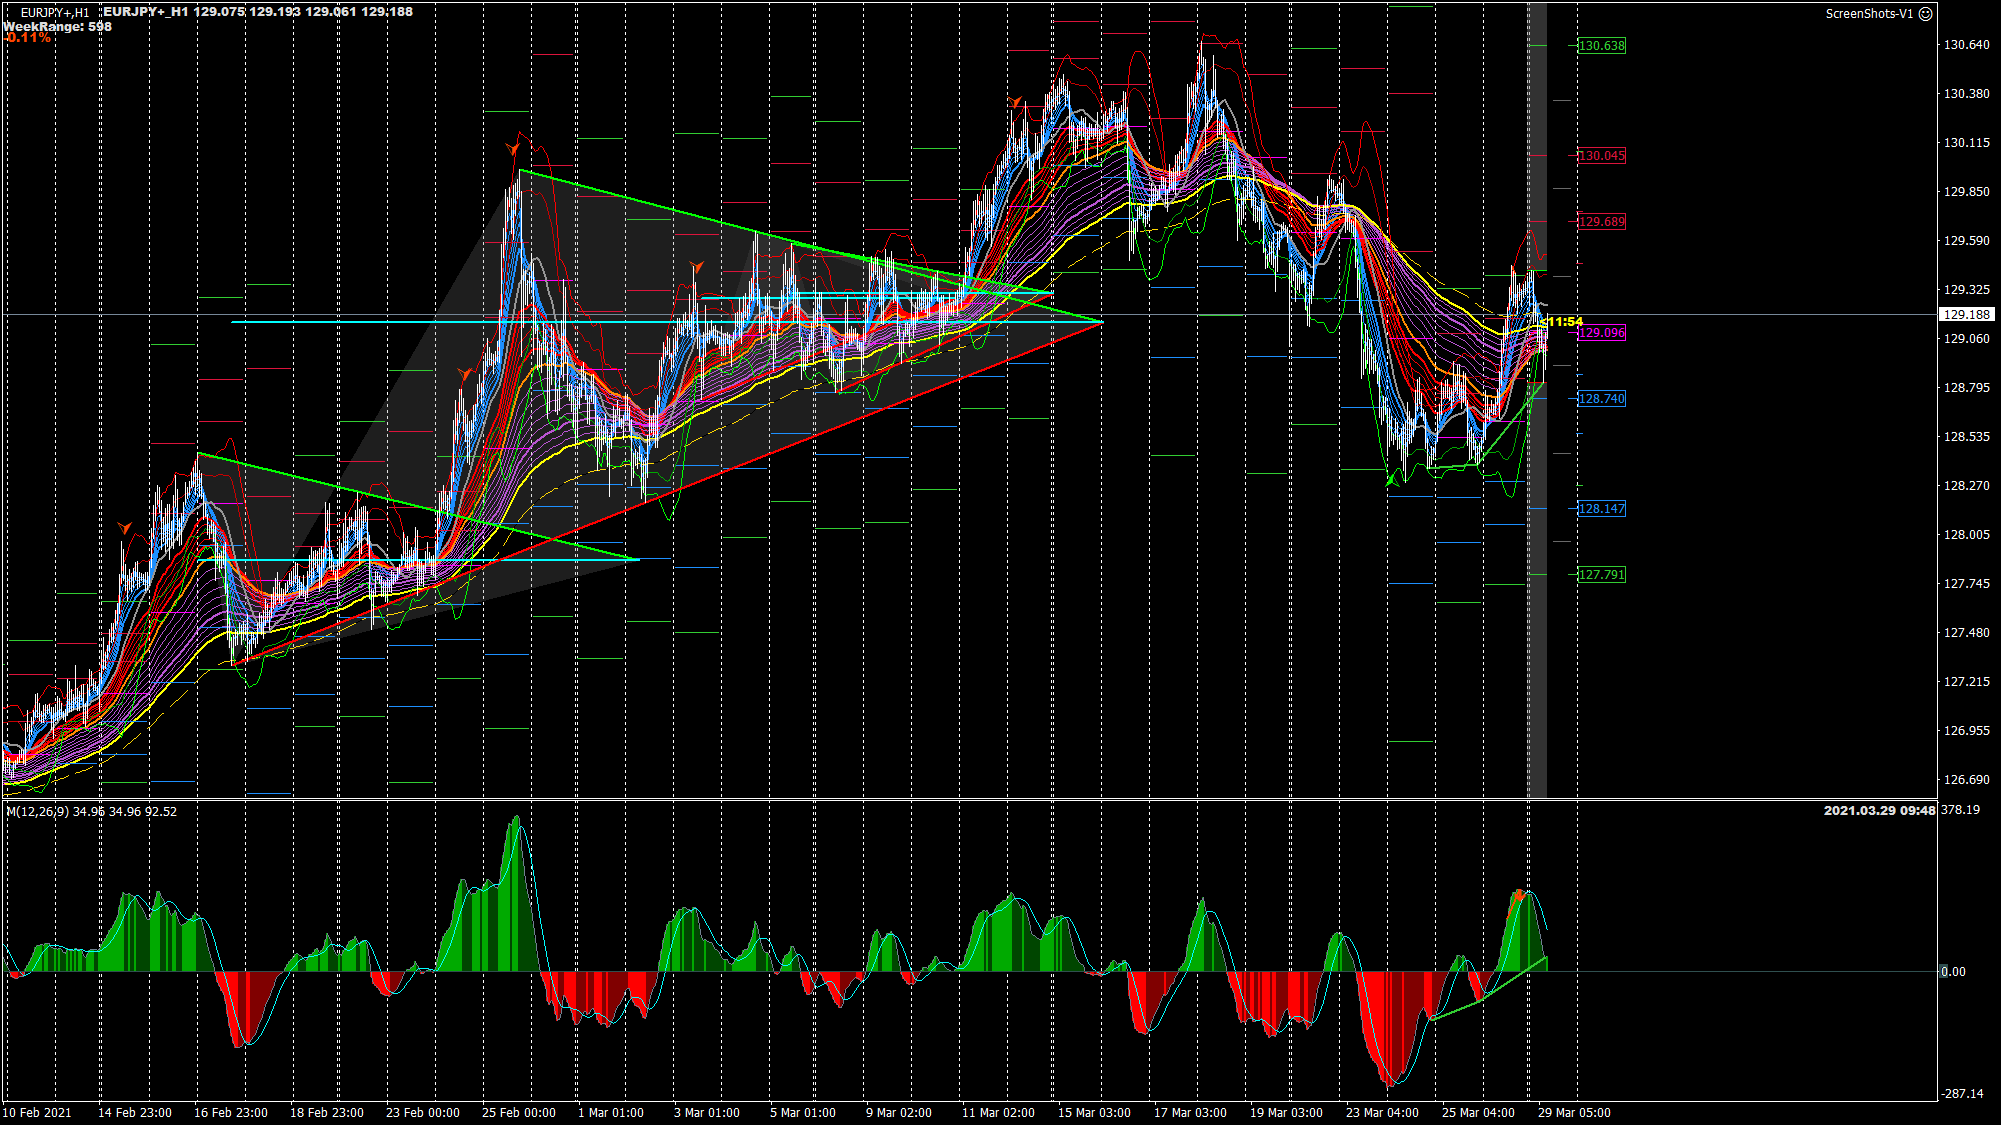 EURJPY+,H1 EURJPY+_H1 129.075 129.193 129.061 129.188
WeekRange: 598
-0.11%
ScreenShots-V1 ☺
130.640
130.380
130.115
129.850
129.590
129.325
129.188
129.060
128.795
128.535
128.270
128.005
127.745
127.480
127.215
126.955
126.690
130.638
130.045
129.689
<11:54
129.096
128.740
128.147
127.791
M(12,26,9) 34.96 34.96 92.52
2021.03.29 09:48
378.19
0.00
-287.14
10 Feb 2021
14 Feb 23:00
16 Feb 23:00
18 Feb 23:00
23 Feb 00:00
25 Feb 00:00
1 Mar 01:00
3 Mar 01:00
5 Mar 01:00
9 Mar 02:00
11 Mar 02:00
15 Mar 03:00
17 Mar 03:00
19 Mar 03:00
23 Mar 04:00
25 Mar 04:00
29 Mar 05:00